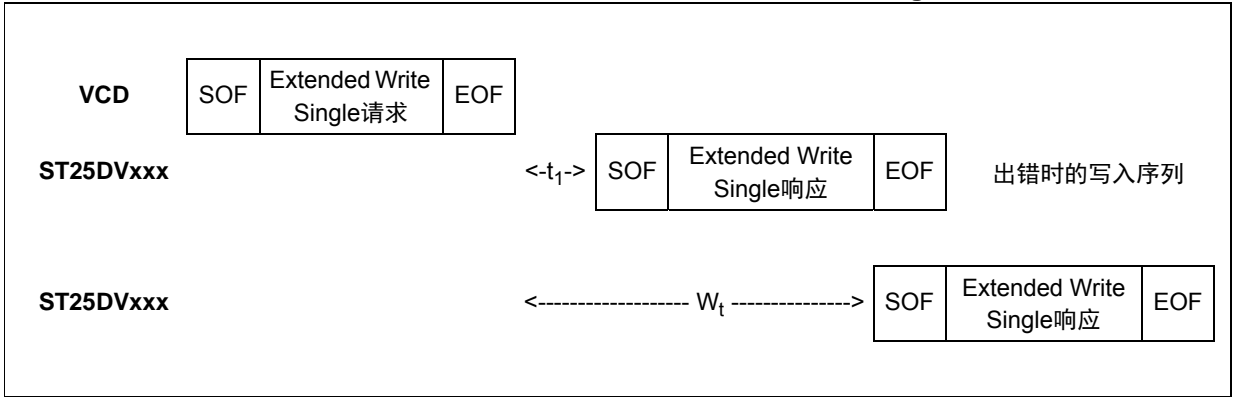 VCD SOF Extended Write Single请求 EOF
ST25DVxxx <-t₁-> SOF Extended Write Single响应 EOF 出错时的写入序列
ST25DVxxx <------------------- Wₜ ---------------> SOF Extended Write Single响应 EOF